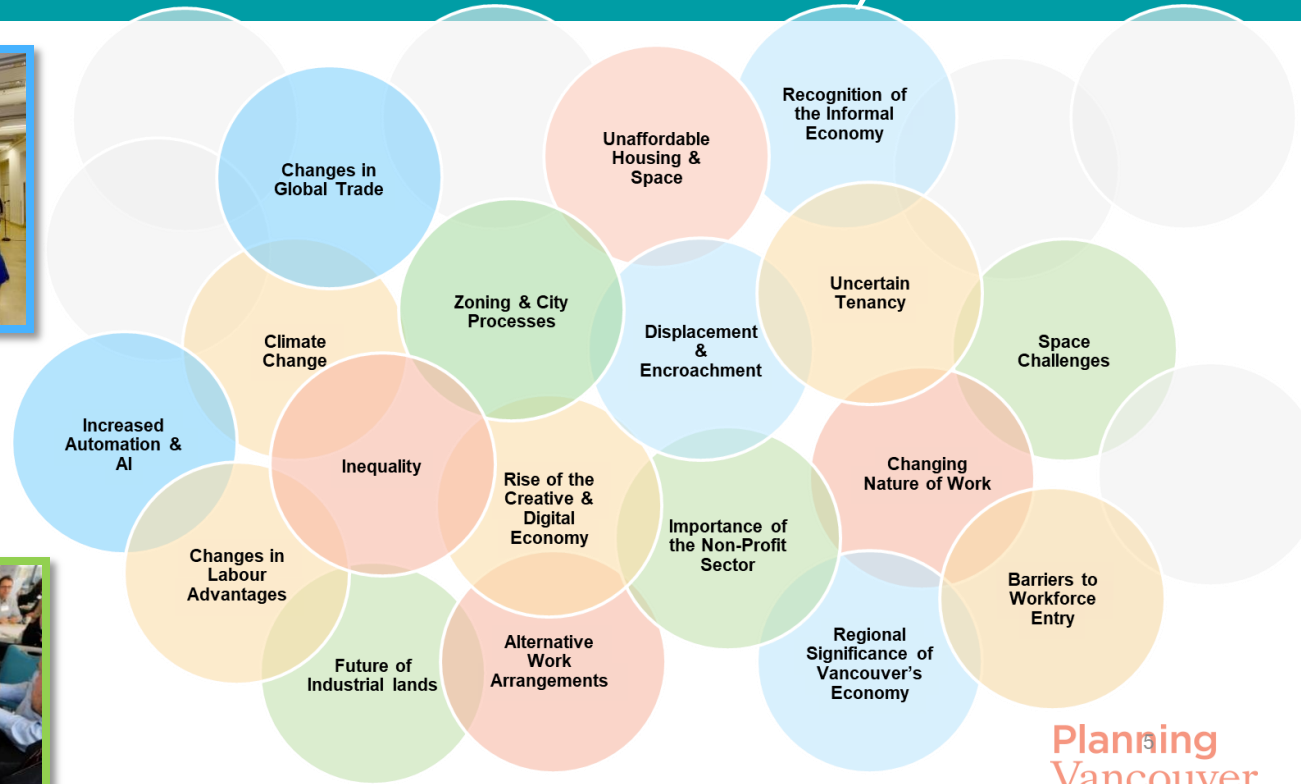 Recognition of
the Informal
Economy
Unaffordable
Housing &
Space
Changes in
Global Trade
Uncertain
Tenancy
Zoning & City
Processes
Displacement
&
Encroachment
Climate
Change
Space
Challenges
Increased
Automation &
AI
Inequality
Changing
Nature of Work
Rise of the
Creative &
Digital
Economy
Importance of
the Non-Profit
Sector
Changes in
Labour
Advantages
Barriers to
Workforce
Entry
Alternative
Work
Arrangements
Regional
Significance of
Vancouver's
Economy
Future of
Industrial lands
Planning
5
Vancouver